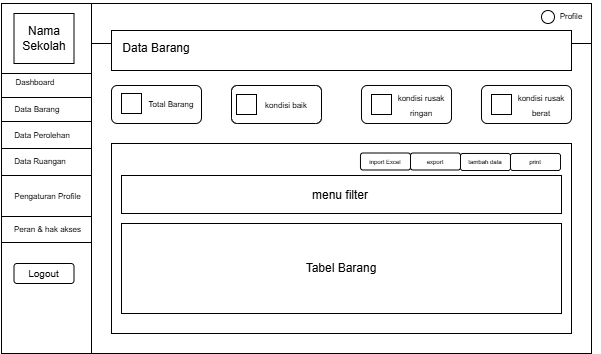 Nama
Sekolah
Profile
Data Barang
Dashboard
Data Barang
Data Perolehan
Data Ruangan
Pengaturan Profile
Peran & hak akses
Logout
Total Barang
kondisi baik
kondisi rusak
ringan
kondisi rusak
berat
inport Excel
export
tambah data
print
menu filter
Tabel Barang